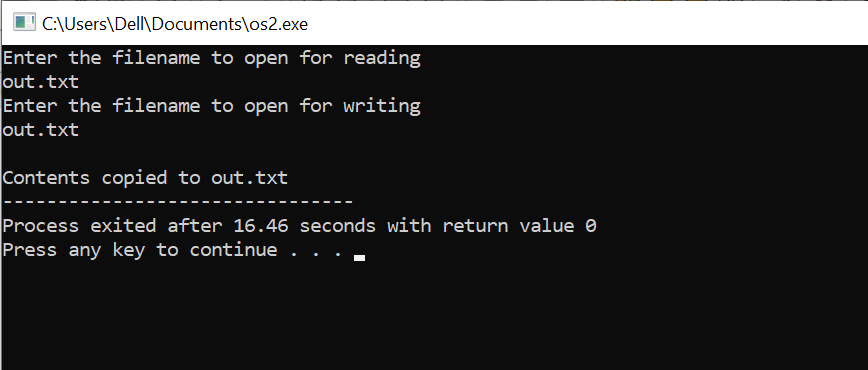 C:\Users\Dell\Documents\os2.exe
Enter the filename to open for reading
out.txt
Enter the filename to open for writing
out.txt
Contents copied to out.txt
--------------------------------
Process exited after 16.46 seconds with return value 0
Press any key to continue . . .